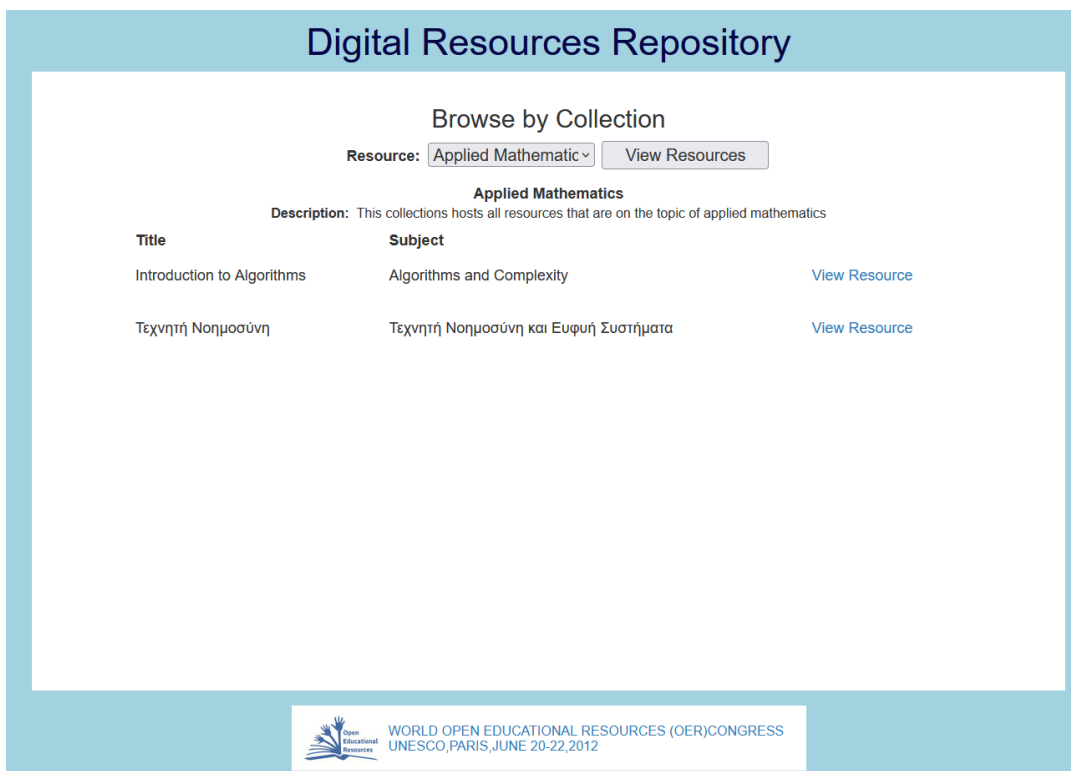 Digital Resources Repository
Browse by Collection
Resource: Applied Mathematic View Resources
Applied Mathematics
Description: This collections hosts all resources that are on the topic of applied mathematics
Title Subject
Introduction to Algorithms Algorithms and Complexity View Resource
Τεχνητή Νοημοσύνη Τεχνητή Νοημοσύνη και Ευφυή Συστήματα View Resource
Open
Educational
Resources
WORLD OPEN EDUCATIONAL RESOURCES (OER)CONGRESS
UNESCO,PARIS,JUNE 20-22,2012